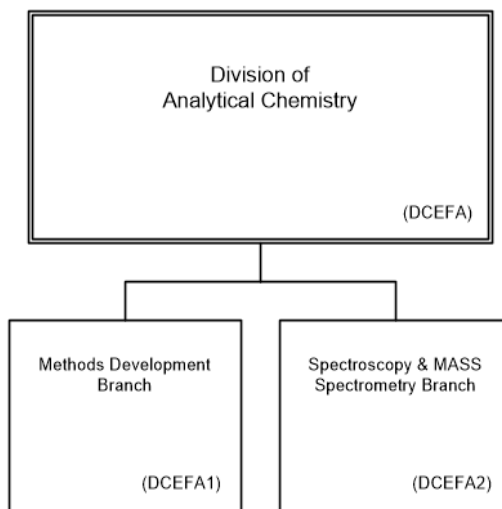 Division of
Analytical Chemistry
(DCEFA)
Methods Development
Branch
(DCEFA1)
Spectroscopy & MASS
Spectrometry Branch
(DCEFA2)